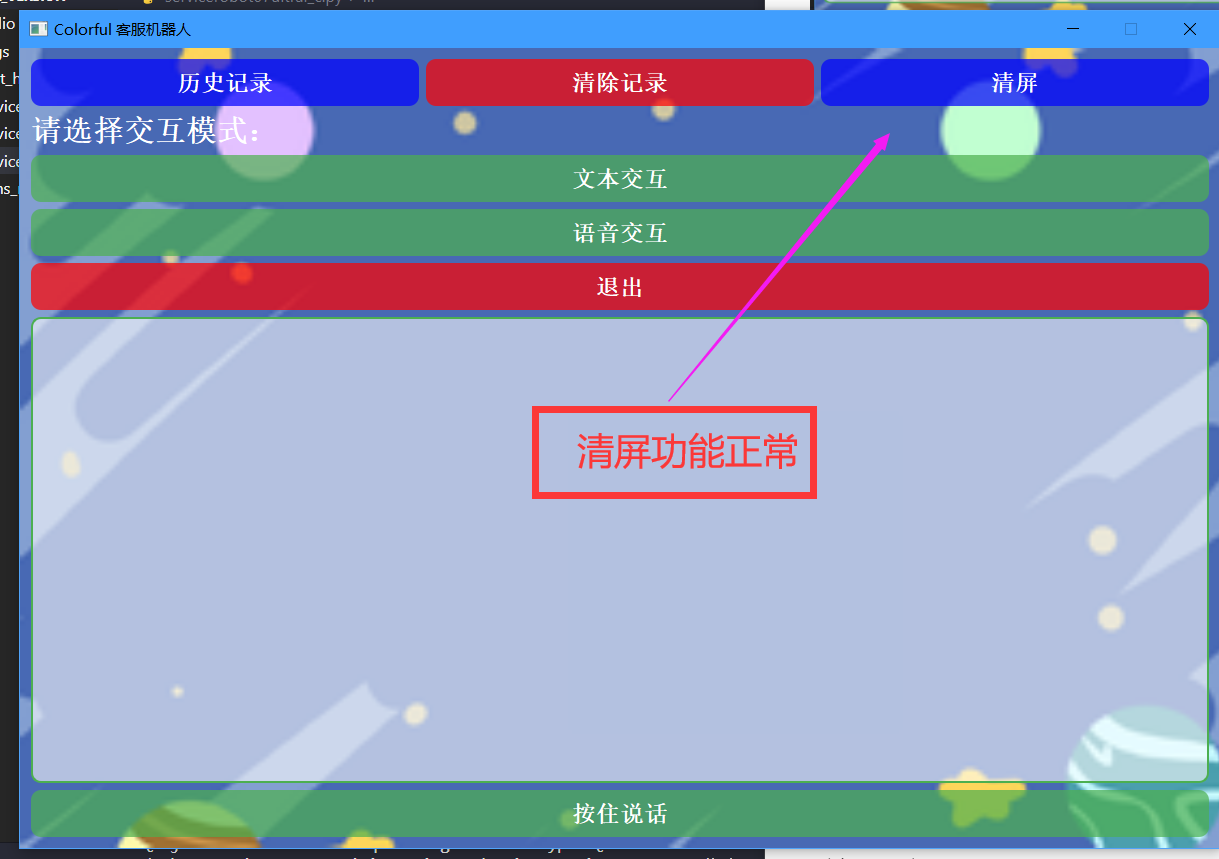 Colorful 客服机器人
历史记录
清除记录
清屏
请选择交互模式：
文本交互
语音交互
退出
清屏功能正常
按住说话